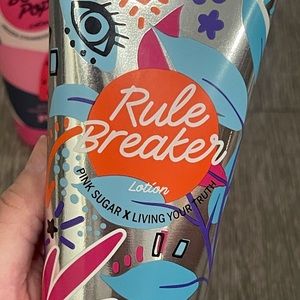 Rule
Breaker
Lotion
PINK SUGAR X LIVING YOUR TRUTH